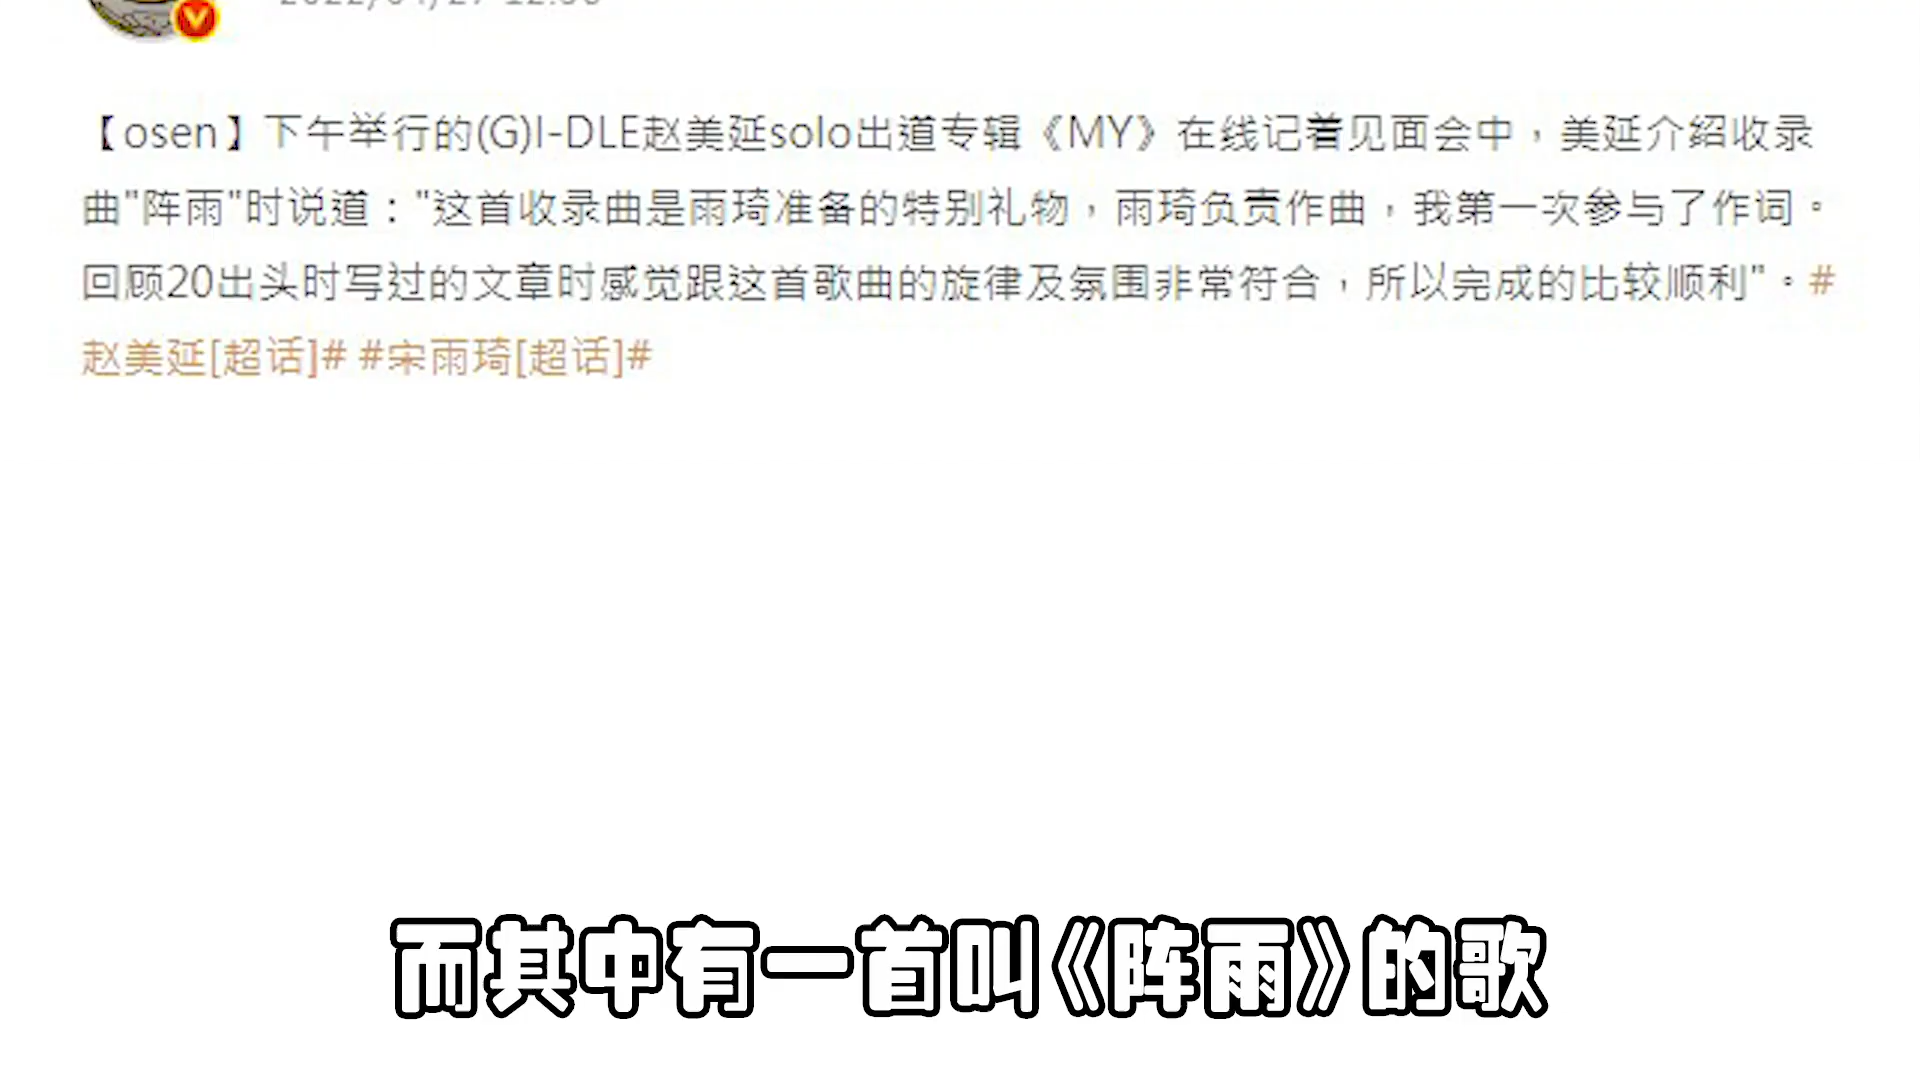 2022/04/27 12:56
【osen】下午举行的(G)I-DLE赵美延solo出道专辑《MY》在线记者见面会中，美延介绍收录
曲"阵雨"时说道："这首收录曲是雨琦准备的特别礼物，雨琦负责作曲，我第一次参与了作词。
回顾20出头时写过的文章时感觉跟这首歌曲的旋律及氛围非常符合，所以完成的比较顺利"。#
赵美延[超话]# #宋雨琦[超话]#
而其中有一首叫《阵雨》的歌